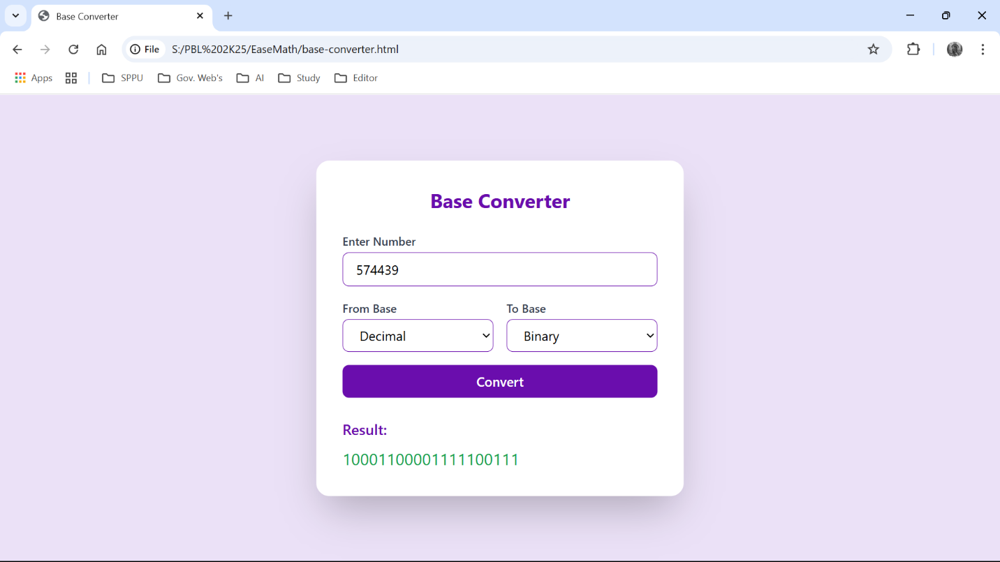 Base Converter
File S:/PBL%202K25/EaseMath/base-converter.html
Apps SPPU Gov. Web's AI Study Editor
Base Converter
Enter Number
574439
From Base To Base
Decimal Binary
Convert
Result:
10001100001111100111